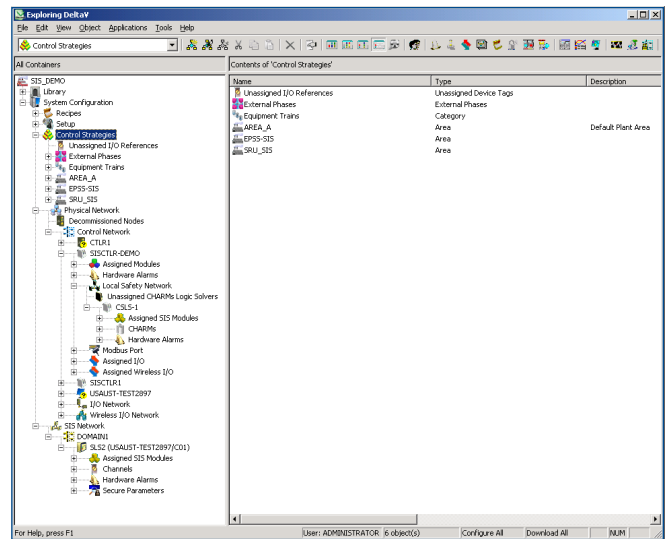 Exploring DeltaV
File Edit View Object Applications Tools Help
Control Strategies
All Containers
Contents of 'Control Strategies'
SIS_DEMO
Library
System Configuration
Recipes
Setup
Control Strategies
Unassigned I/O References
External Phases
Equipment Trains
AREA_A
EPSS-SIS
SRU_SIS
Physical Network
Decommissioned Nodes
Control Network
CTLR1
SISCTLR-DEMO
Assigned Modules
Hardware Alarms
Local Safety Network
Unassigned CHARMs Logic Solvers
CSLS-1
Assigned SIS Modules
CHARMs
Hardware Alarms
Modbus Port
Assigned I/O
Assigned Wireless I/O
SISCTLR1
USAUST-TEST2897
I/O Network
Wireless I/O Network
SIS Network
DOMAIN1
SLS2 (USAUST-TEST2897/C01)
Assigned SIS Modules
Channels
Hardware Alarms
Secure Parameters
Name Type Description
Unassigned I/O References Unassigned Device Tags
External Phases External Phases
Equipment Trains Category
AREA_A Area Default Plant Area
EPSS-SIS Area
SRU_SIS Area
For Help, press F1 User: ADMINISTRATOR 6 object(s) Configure All Download All NUM